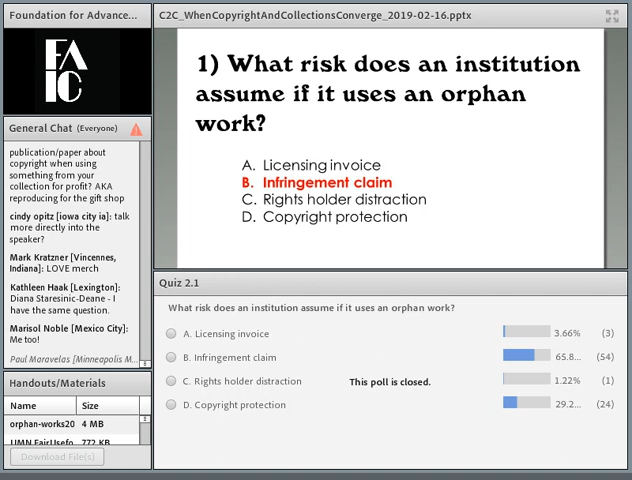 Foundation for Advance...
FA
IC
General Chat (Everyone)
publication/paper about
copyright when using
something from your
collection for profit? AKA
reproducing for the gift shop
cindy opitz [iowa city ia]: talk
more directly into the
speaker?
Mark Kratzner [Vincennes,
Indiana]: LOVE merch
Kathleen Haak [Lexington]:
Diana Staresinic-Deane - I
have the same question.
Marisol Noble [Mexico City]:
Me too!
Paul Maravelas [Minneapolis M...
Handouts/Materials
Name Size
orphan-works20 4 MB
UMN FairUsefo 772 KB
Download File(s)
C2C_WhenCopyrightAndCollectionsConverge_2019-02-16.pptx
1) What risk does an institution
assume if it uses an orphan
work?
A. Licensing invoice
B. Infringement claim
C. Rights holder distraction
D. Copyright protection
Quiz 2.1
What risk does an institution assume if it uses an orphan work?
A. Licensing invoice 3.66% (3)
B. Infringement claim 65.8... (54)
C. Rights holder distraction This poll is closed. 1.22% (1)
D. Copyright protection 29.2... (24)